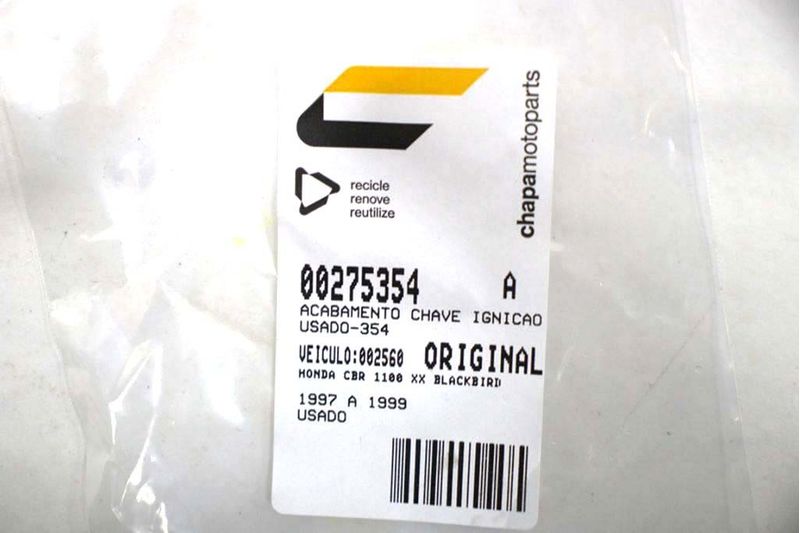 chapamotoparts
recicle
renove
reutilize
00275354 A
ACABAMENTO CHAVE IGNICAO
USADO-354
VEICULO:002560 ORIGINAL
HONDA CBR 1100 XX BLACKBIRD
1997 A 1999
USADO